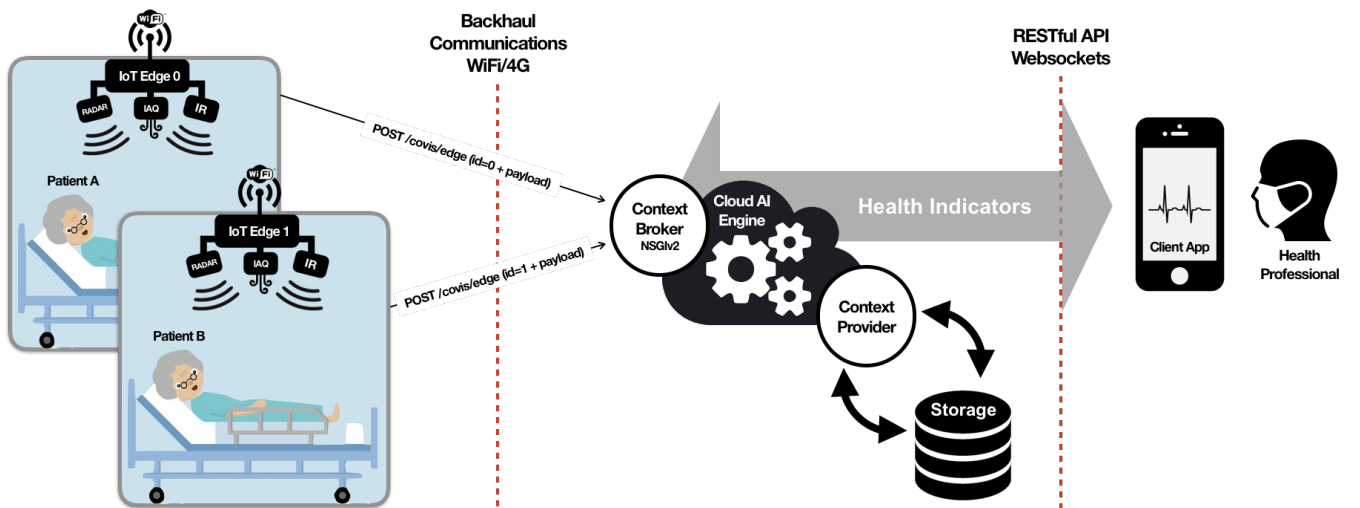 WiFi
IoT Edge 0
RADAR
IAQ
IR
Patient A
WiFi
IoT Edge 1
RADAR
IAQ
IR
Patient B
Backhaul
Communications
WiFi/4G
POST /covis/edge (id=0 + payload)
POST /covis/edge (id=1 + payload)
Context
Broker
NSGIv2
Cloud AI
Engine
Context
Provider
Storage
Health Indicators
RESTful API
Websockets
Client App
Health
Professional